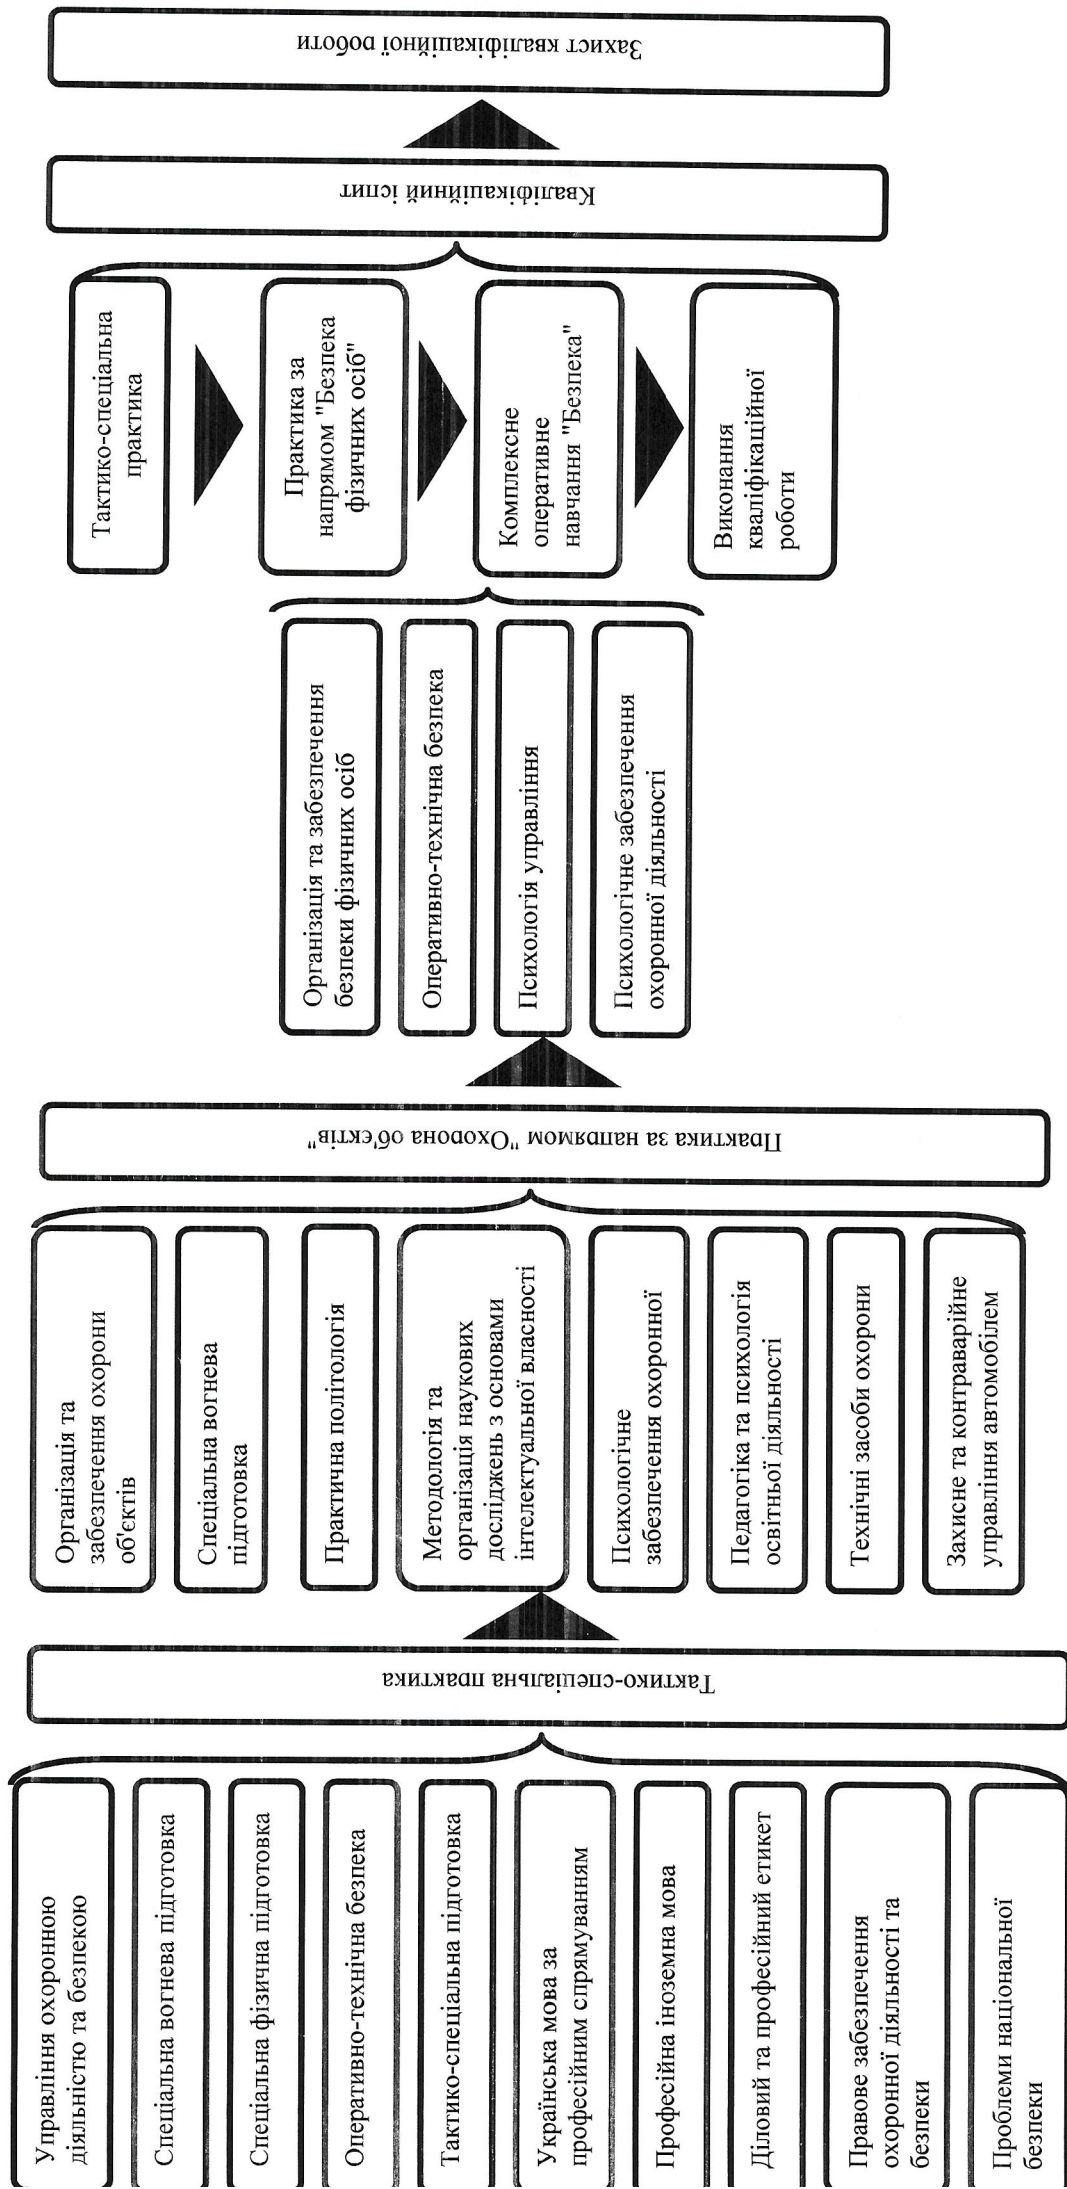 Управління охоронною
діяльністю та безпекою
Спеціальна вогнева підготовка
Спеціальна фізична підготовка
Оперативно-технічна безпека
Тактико-спеціальна підготовка
Українська мова за
професійним спрямуванням
Професійна іноземна мова
Діловий та професійний етикет
Правове забезпечення
охоронної діяльності та
безпеки
Проблеми національної
безпеки
Тактико-спеціальна практика
Організація та
забезпечення охорони
об'єктів
Спеціальна вогнева
підготовка
Практична політологія
Методологія та
організація наукових
досліджень з основами
інтелектуальної власності
Психологічне
забезпечення охоронної
Педагогіка та психологія
освітньої діяльності
Технічні засоби охорони
Захисне та контраварійне
управління автомобілем
Практика за напрямом "Охорона об'єктів"
Організація та забезпечення
безпеки фізичних осіб
Оперативно-технічна безпека
Психологія управління
Психологічне забезпечення
охоронної діяльності
Тактико-спеціальна
практика
Практика за
напрямом "Безпека
фізичних осіб"
Комплексне
оперативне
навчання "Безпека"
Виконання
кваліфікаційної
роботи
Кваліфікаційний іспит
Захист кваліфікаційної роботи